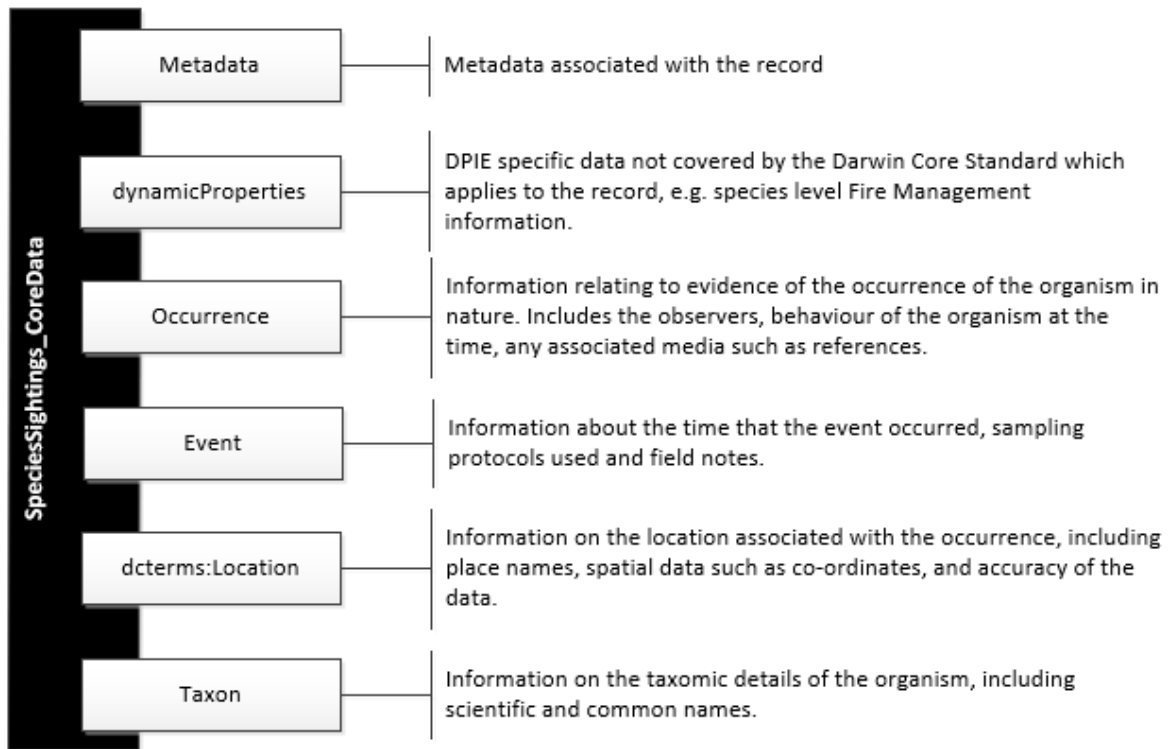 SpeciesSightings_CoreData
Metadata
Metadata associated with the record
dynamicProperties
DPIE specific data not covered by the Darwin Core Standard which
applies to the record, e.g. species level Fire Management
information.
Occurrence
Information relating to evidence of the occurrence of the organism in
nature. Includes the observers, behaviour of the organism at the
time, any associated media such as references.
Event
Information about the time that the event occurred, sampling
protocols used and field notes.
dcterms:Location
Information on the location associated with the occurrence, including
place names, spatial data such as co-ordinates, and accuracy of the
data.
Taxon
Information on the taxomic details of the organism, including
scientific and common names.